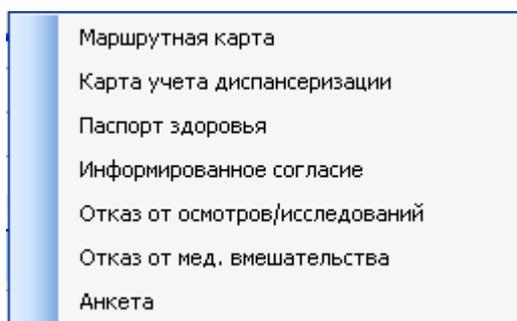 Маршрутная карта
Карта учета диспансеризации
Паспорт здоровья
Информированное согласие
Отказ от осмотров/исследований
Отказ от мед. вмешательства
Анкета